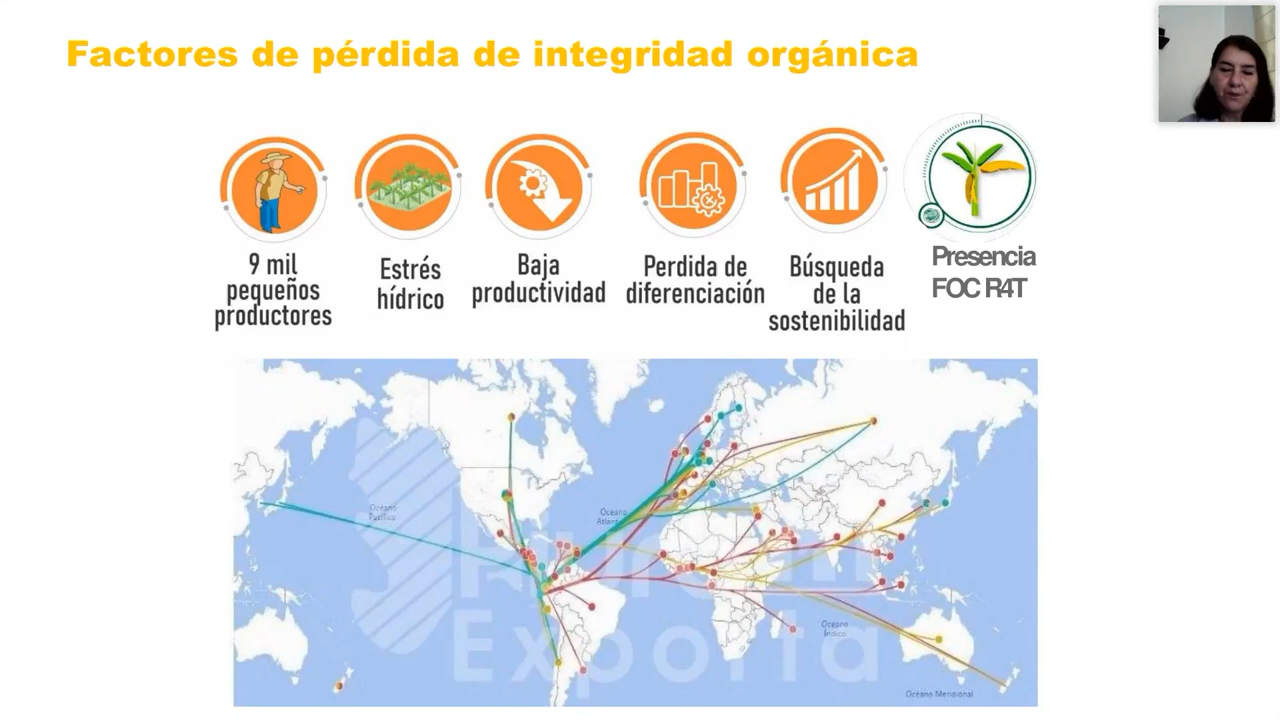 Factores de pérdida de integridad orgánica
9 mil
pequeños
productores
Estrés
hídrico
Baja
productividad
Perdida de
diferenciación
Búsqueda
de la
sostenibilidad
Presencia
FOC R4T
Océano
Pacífico
Océano
Exporta
Océano
Índico
Océano Meridional